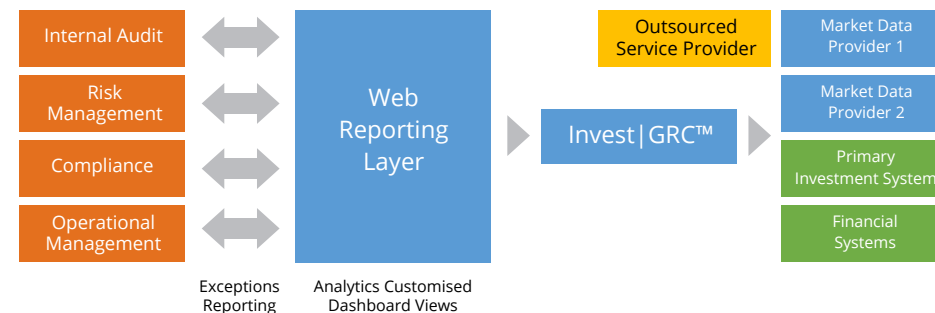 Internal Audit
Risk
Management
Compliance
Operational
Management
Exceptions
Reporting
Web
Reporting
Layer
Analytics Customised
Dashboard Views
Invest|GRC™
Outsourced
Service Provider
Market Data
Provider 1
Market Data
Provider 2
Primary
Investment System
Financial
Systems